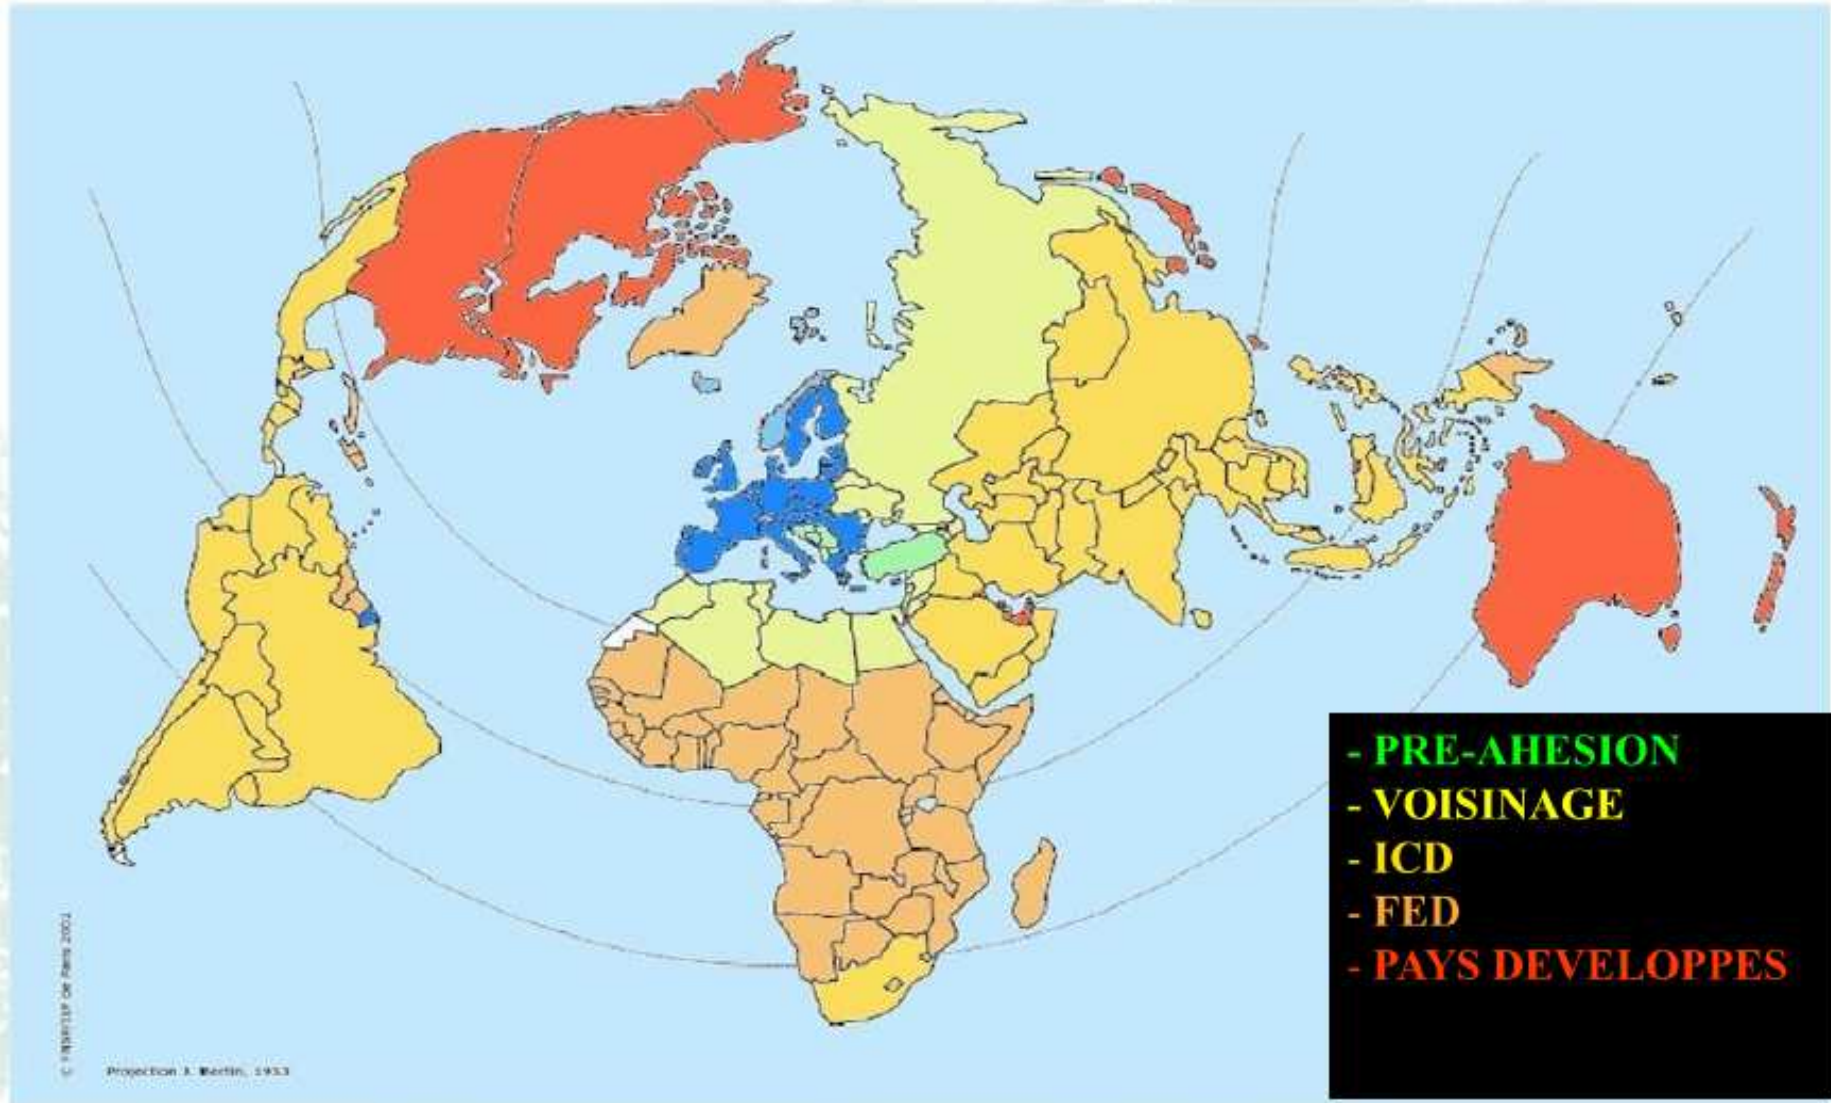 - PRE-AHESION
- VOISINAGE
- ICD
- FED
- PAYS DEVELOPPES
Projection J. Bertin, 1953